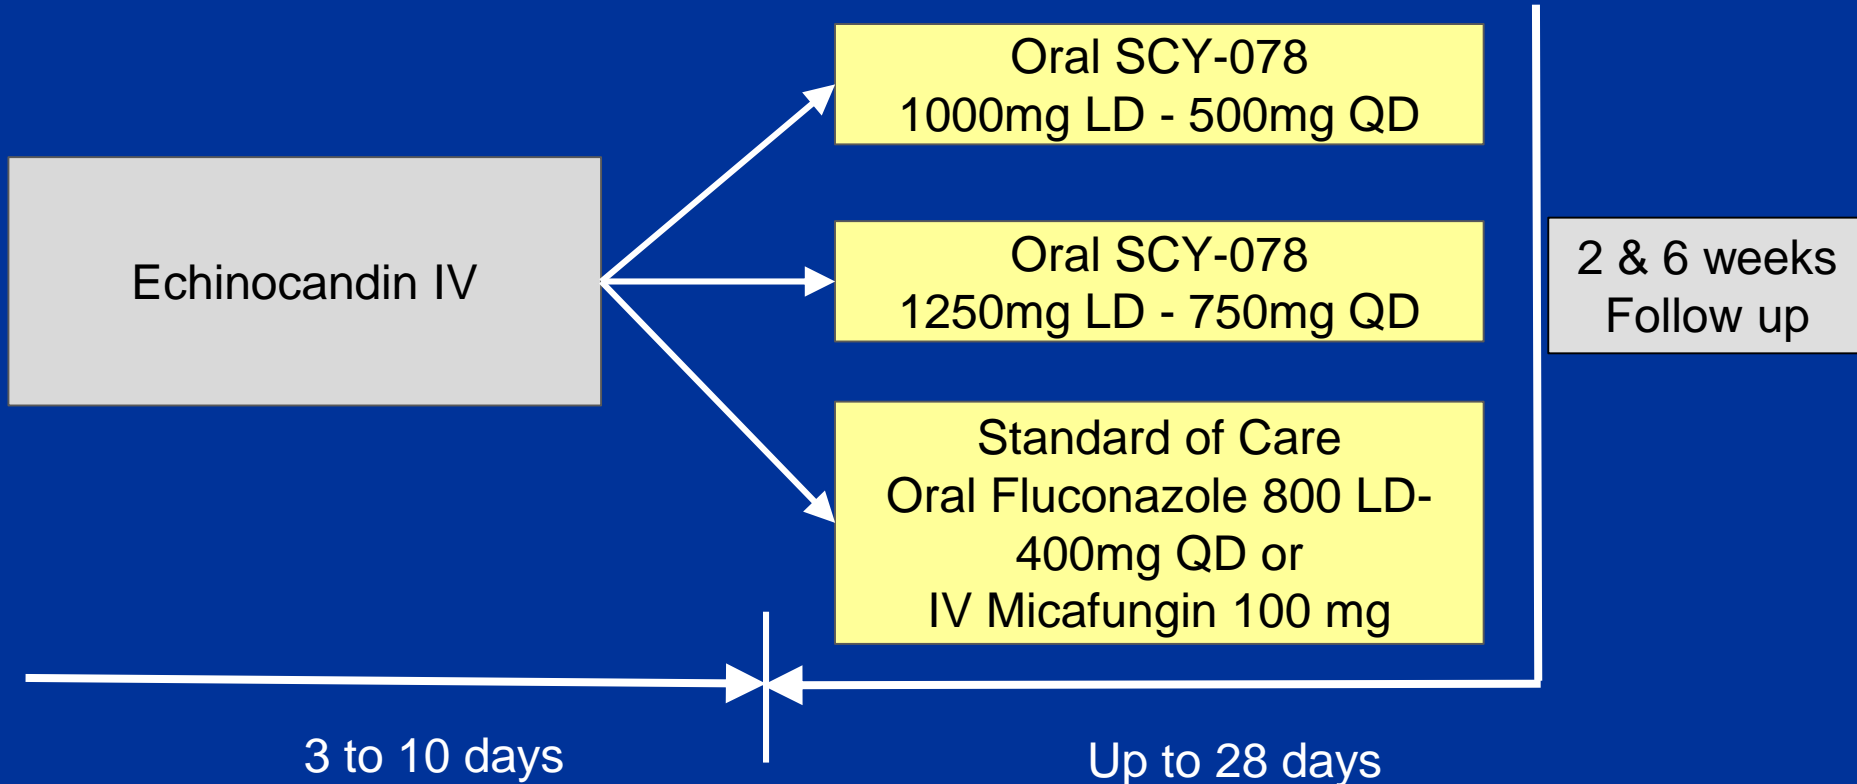 Echinocandin IV
Oral SCY-078
1000mg LD - 500mg QD
Oral SCY-078
1250mg LD - 750mg QD
Standard of Care
Oral Fluconazole 800 LD-
400mg QD or
IV Micafungin 100 mg
2 & 6 weeks
Follow up
3 to 10 days
Up to 28 days